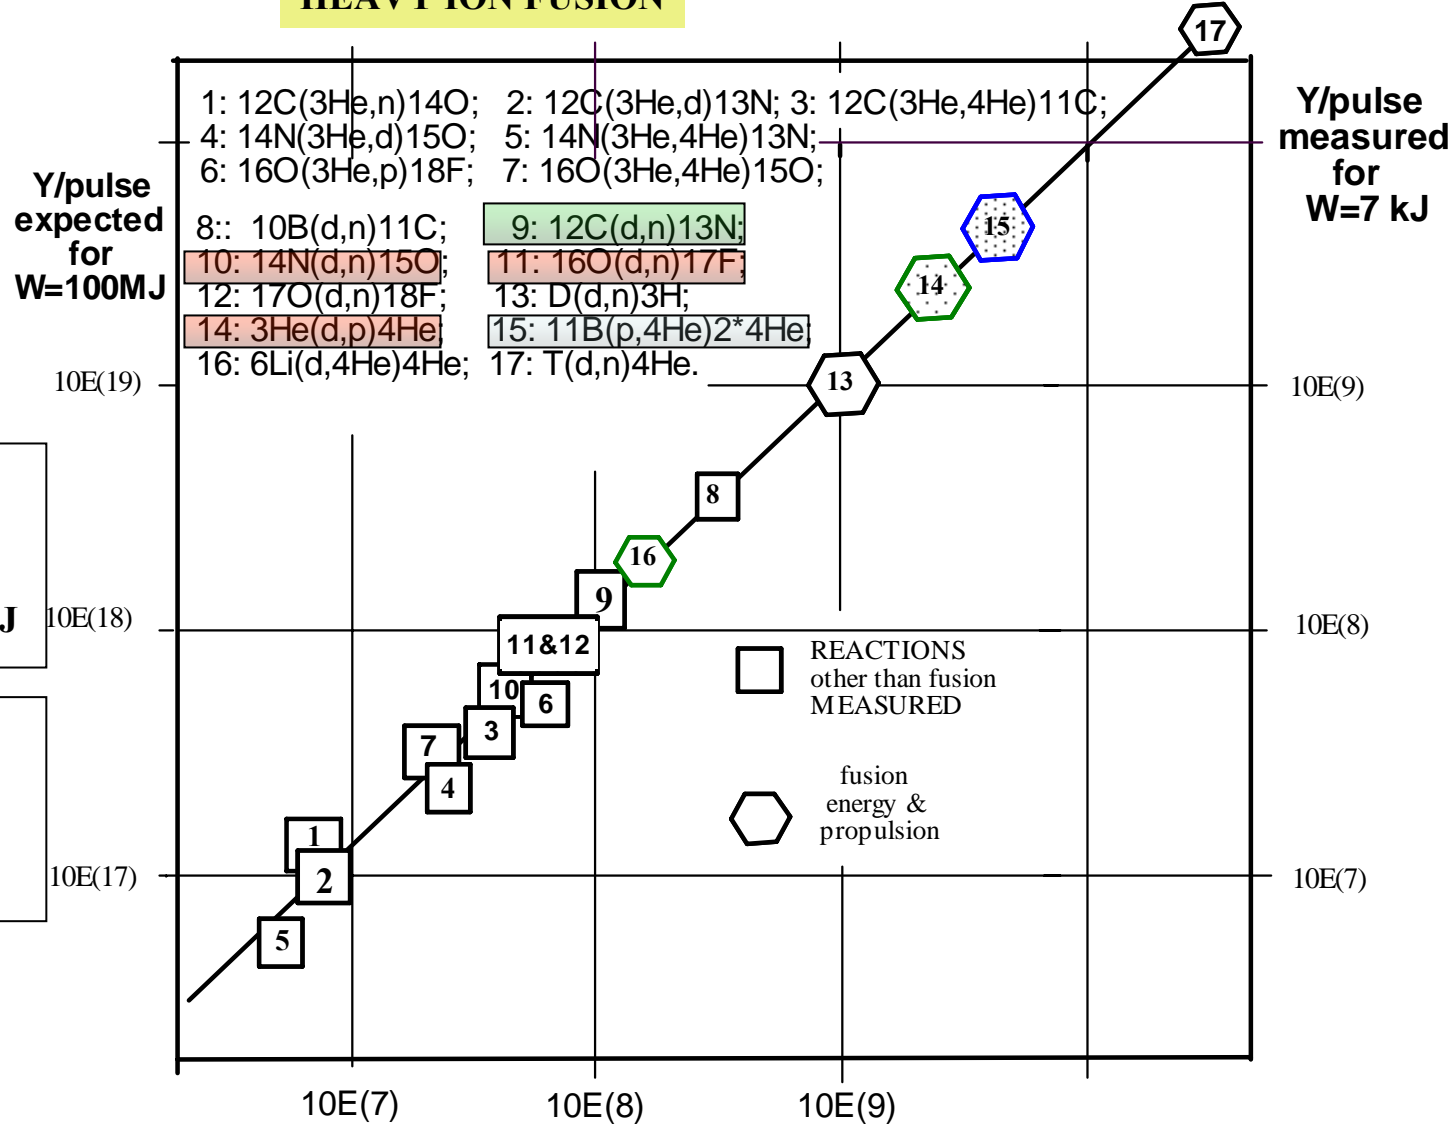 HEAVY ION FUSION
17
1: 12C(3He,n)14O; 2: 12C(3He,d)13N; 3: 12C(3He,4He)11C;
4: 14N(3He,d)15O; 5: 14N(3He,4He)13N;
6: 16O(3He,p)18F; 7: 16O(3He,4He)15O;
8:: 10B(d,n)11C; 9: 12C(d,n)13N;
10: 14N(d,n)15O; 11: 16O(d,n)17F;
12: 17O(d,n)18F; 13: D(d,n)3H;
14: 3He(d,p)4He; 15: 11B(p,4He)2*4He;
16: 6Li(d,4He)4He; 17: T(d,n)4He.
Y/pulse
expected
for
W=100MJ
Y/pulse
measured
for
W=7 kJ
15
14
13
10E(19)
10E(9)
8
16
9
J
10E(18)
10E(8)
11&12
10
6
3
7
4
1
2
5
REACTIONS
other than fusion
MEASURED
fusion
energy &
propulsion
10E(17)
10E(7)
10E(7)
10E(8)
10E(9)